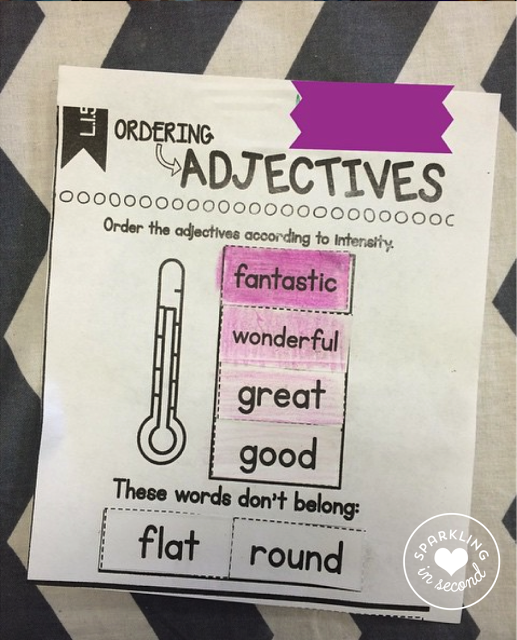 L.1.5
ORDERING
ADJECTIVES
Order the adjectives according to intensity.
fantastic
wonderful
great
good
These words don't belong:
flat round
SPARKLING
in second